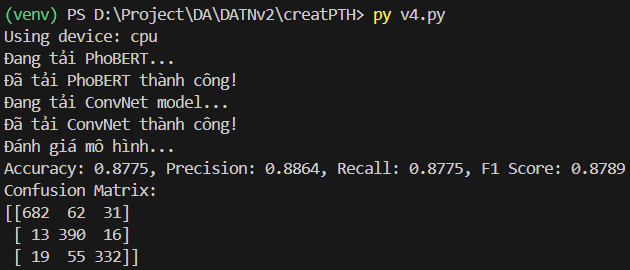 (venv) PS D:\Project\DA\DATNv2\creatPTH> py v4.py
Using device: cpu
Đang tải PhoBERT...
Đã tải PhoBERT thành công!
Đang tải ConvNet model...
Đã tải ConvNet thành công!
Đánh giá mô hình...
Accuracy: 0.8775, Precision: 0.8864, Recall: 0.8775, F1 Score: 0.8789
Confusion Matrix:
[[682  62  31]
 [ 13 390  16]
 [ 19  55 332]]